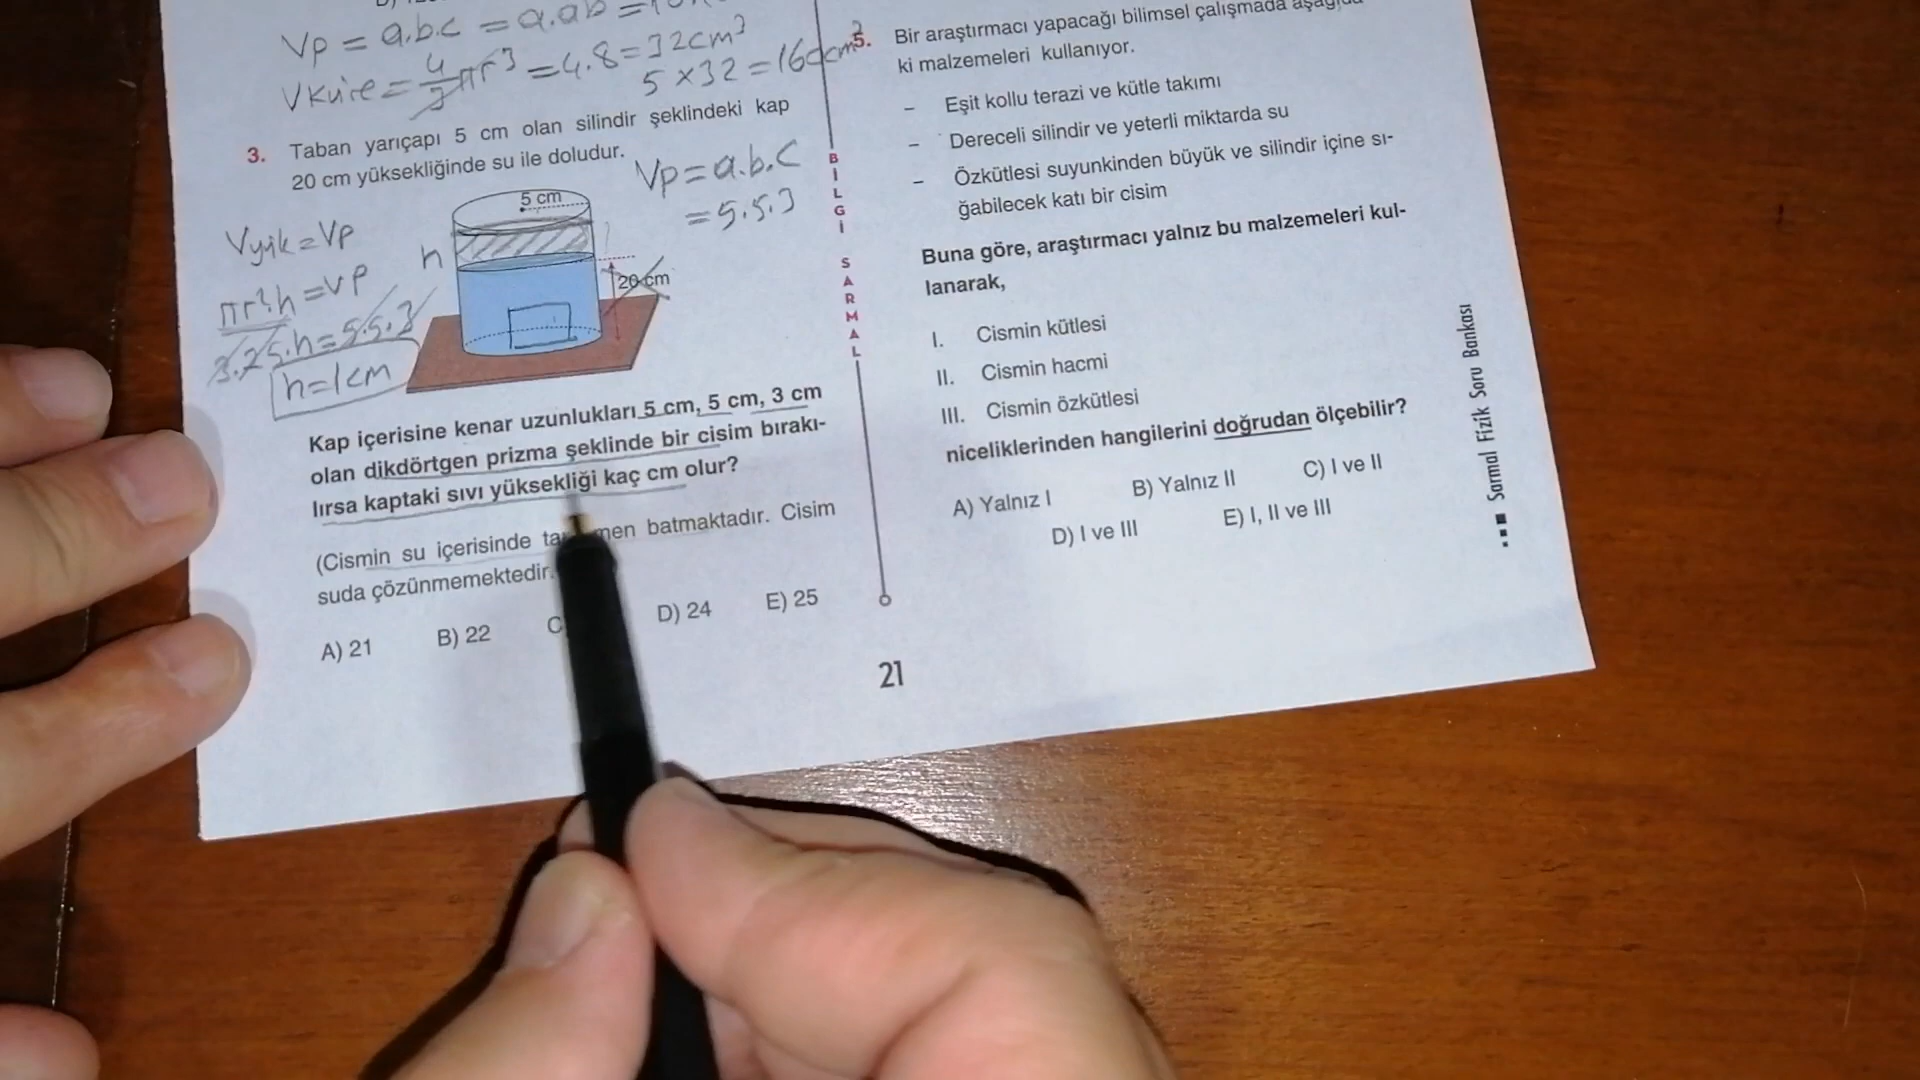 Vp = a.b.c = a.ab =
Vküre = 4/3 πr³ = 4.8 = 32cm³
5 x 32 = 160cm³
3. Taban yarıçapı 5 cm olan silindir şeklindeki kap
20 cm yüksekliğinde su ile doludur.
Vp = a.b.c
= 5.5.3
5 cm
h
20 cm
Vyük = Vp
πr²h = Vp
3.25.h = 5.5.3
h = 1cm
Kap içerisine kenar uzunlukları 5 cm, 5 cm, 3 cm
olan dikdörtgen prizma şeklinde bir cisim bırakı-
lırsa kaptaki sıvı yüksekliği kaç cm olur?
(Cismin su içerisinde batmaktadır. Cisim
suda çözünmemektedir.
A) 21 B) 22 C D) 24 E) 25
BİLGİ SARMAL
5. Bir araştırmacı yapacağı bilimsel çalışmada aşağıda
ki malzemeleri kullanıyor.
– Eşit kollu terazi ve kütle takımı
– Dereceli silindir ve yeterli miktarda su
– Özkütlesi suyunkinden büyük ve silindir içine sı-
ğabilecek katı bir cisim
Buna göre, araştırmacı yalnız bu malzemeleri kul-
lanarak,
I. Cismin kütlesi
II. Cismin hacmi
III. Cismin özkütlesi
niceliklerinden hangilerini doğrudan ölçebilir?
A) Yalnız I B) Yalnız II C) I ve II
D) I ve III E) I, II ve III
Sarmal Fizik Soru Bankası
21